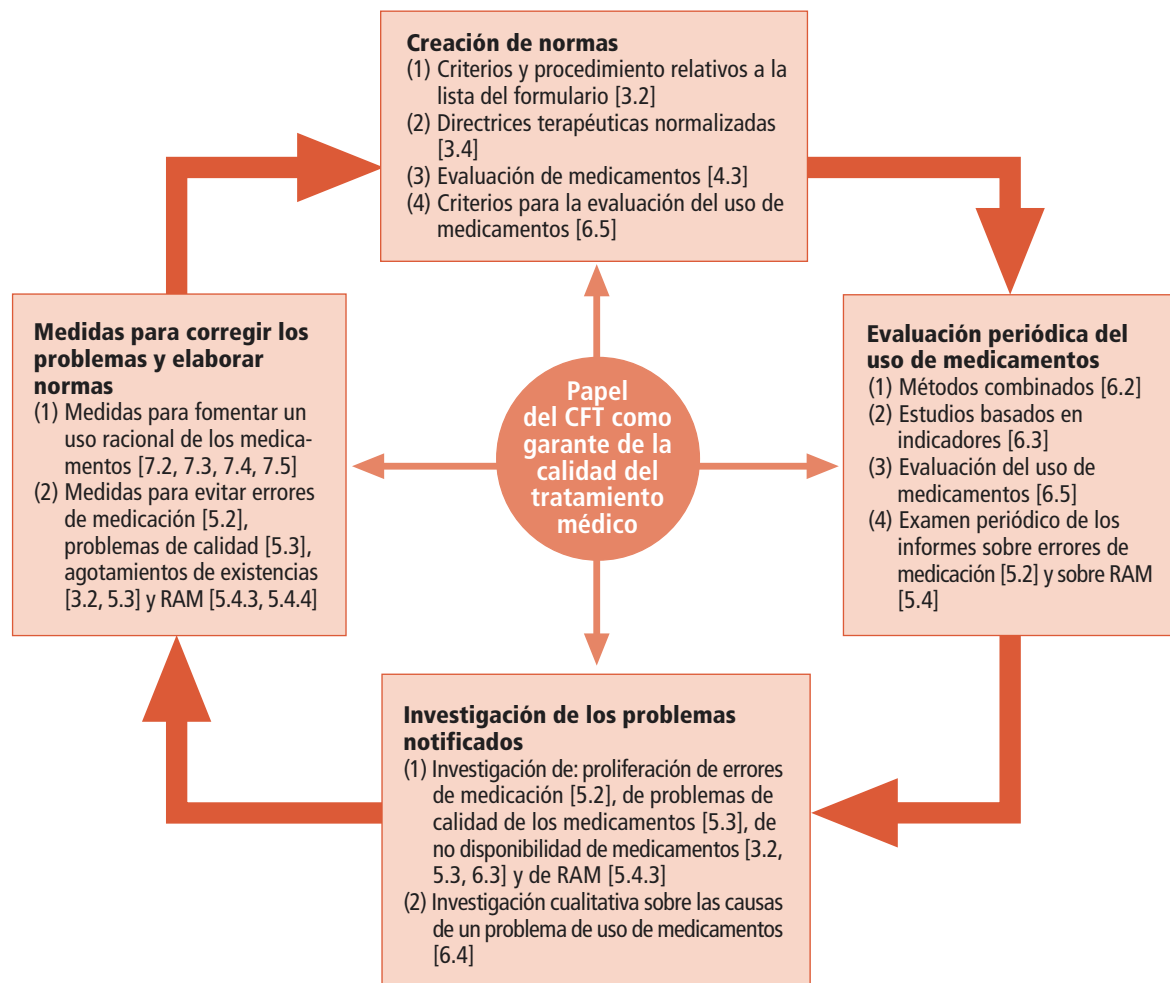 Creación de normas
(1) Criterios y procedimiento relativos a la
lista del formulario [3.2]
(2) Directrices terapéuticas normalizadas
[3.4]
(3) Evaluación de medicamentos [4.3]
(4) Criterios para la evaluación del uso de
medicamentos [6.5]
Medidas para corregir los
problemas y elaborar
normas
(1) Medidas para fomentar un
uso racional de los medica-
mentos [7.2, 7.3, 7.4, 7.5]
(2) Medidas para evitar errores
de medicación [5.2],
problemas de calidad [5.3],
agotamientos de existencias
[3.2, 5.3] y RAM [5.4.3, 5.4.4]
Papel
del CFT como
garante de la
calidad del
tratamiento
médico
Evaluación periódica del
uso de medicamentos
(1) Métodos combinados [6.2]
(2) Estudios basados en
indicadores [6.3]
(3) Evaluación del uso de
medicamentos [6.5]
(4) Examen periódico de los
informes sobre errores de
medicación [5.2] y sobre RAM
[5.4]
Investigación de los problemas
notificados
(1) Investigación de: proliferación de errores
de medicación [5.2], de problemas de
calidad de los medicamentos [5.3], de
no disponibilidad de medicamentos [3.2,
5.3, 6.3] y de RAM [5.4.3]
(2) Investigación cualitativa sobre las causas
de un problema de uso de medicamentos
[6.4]